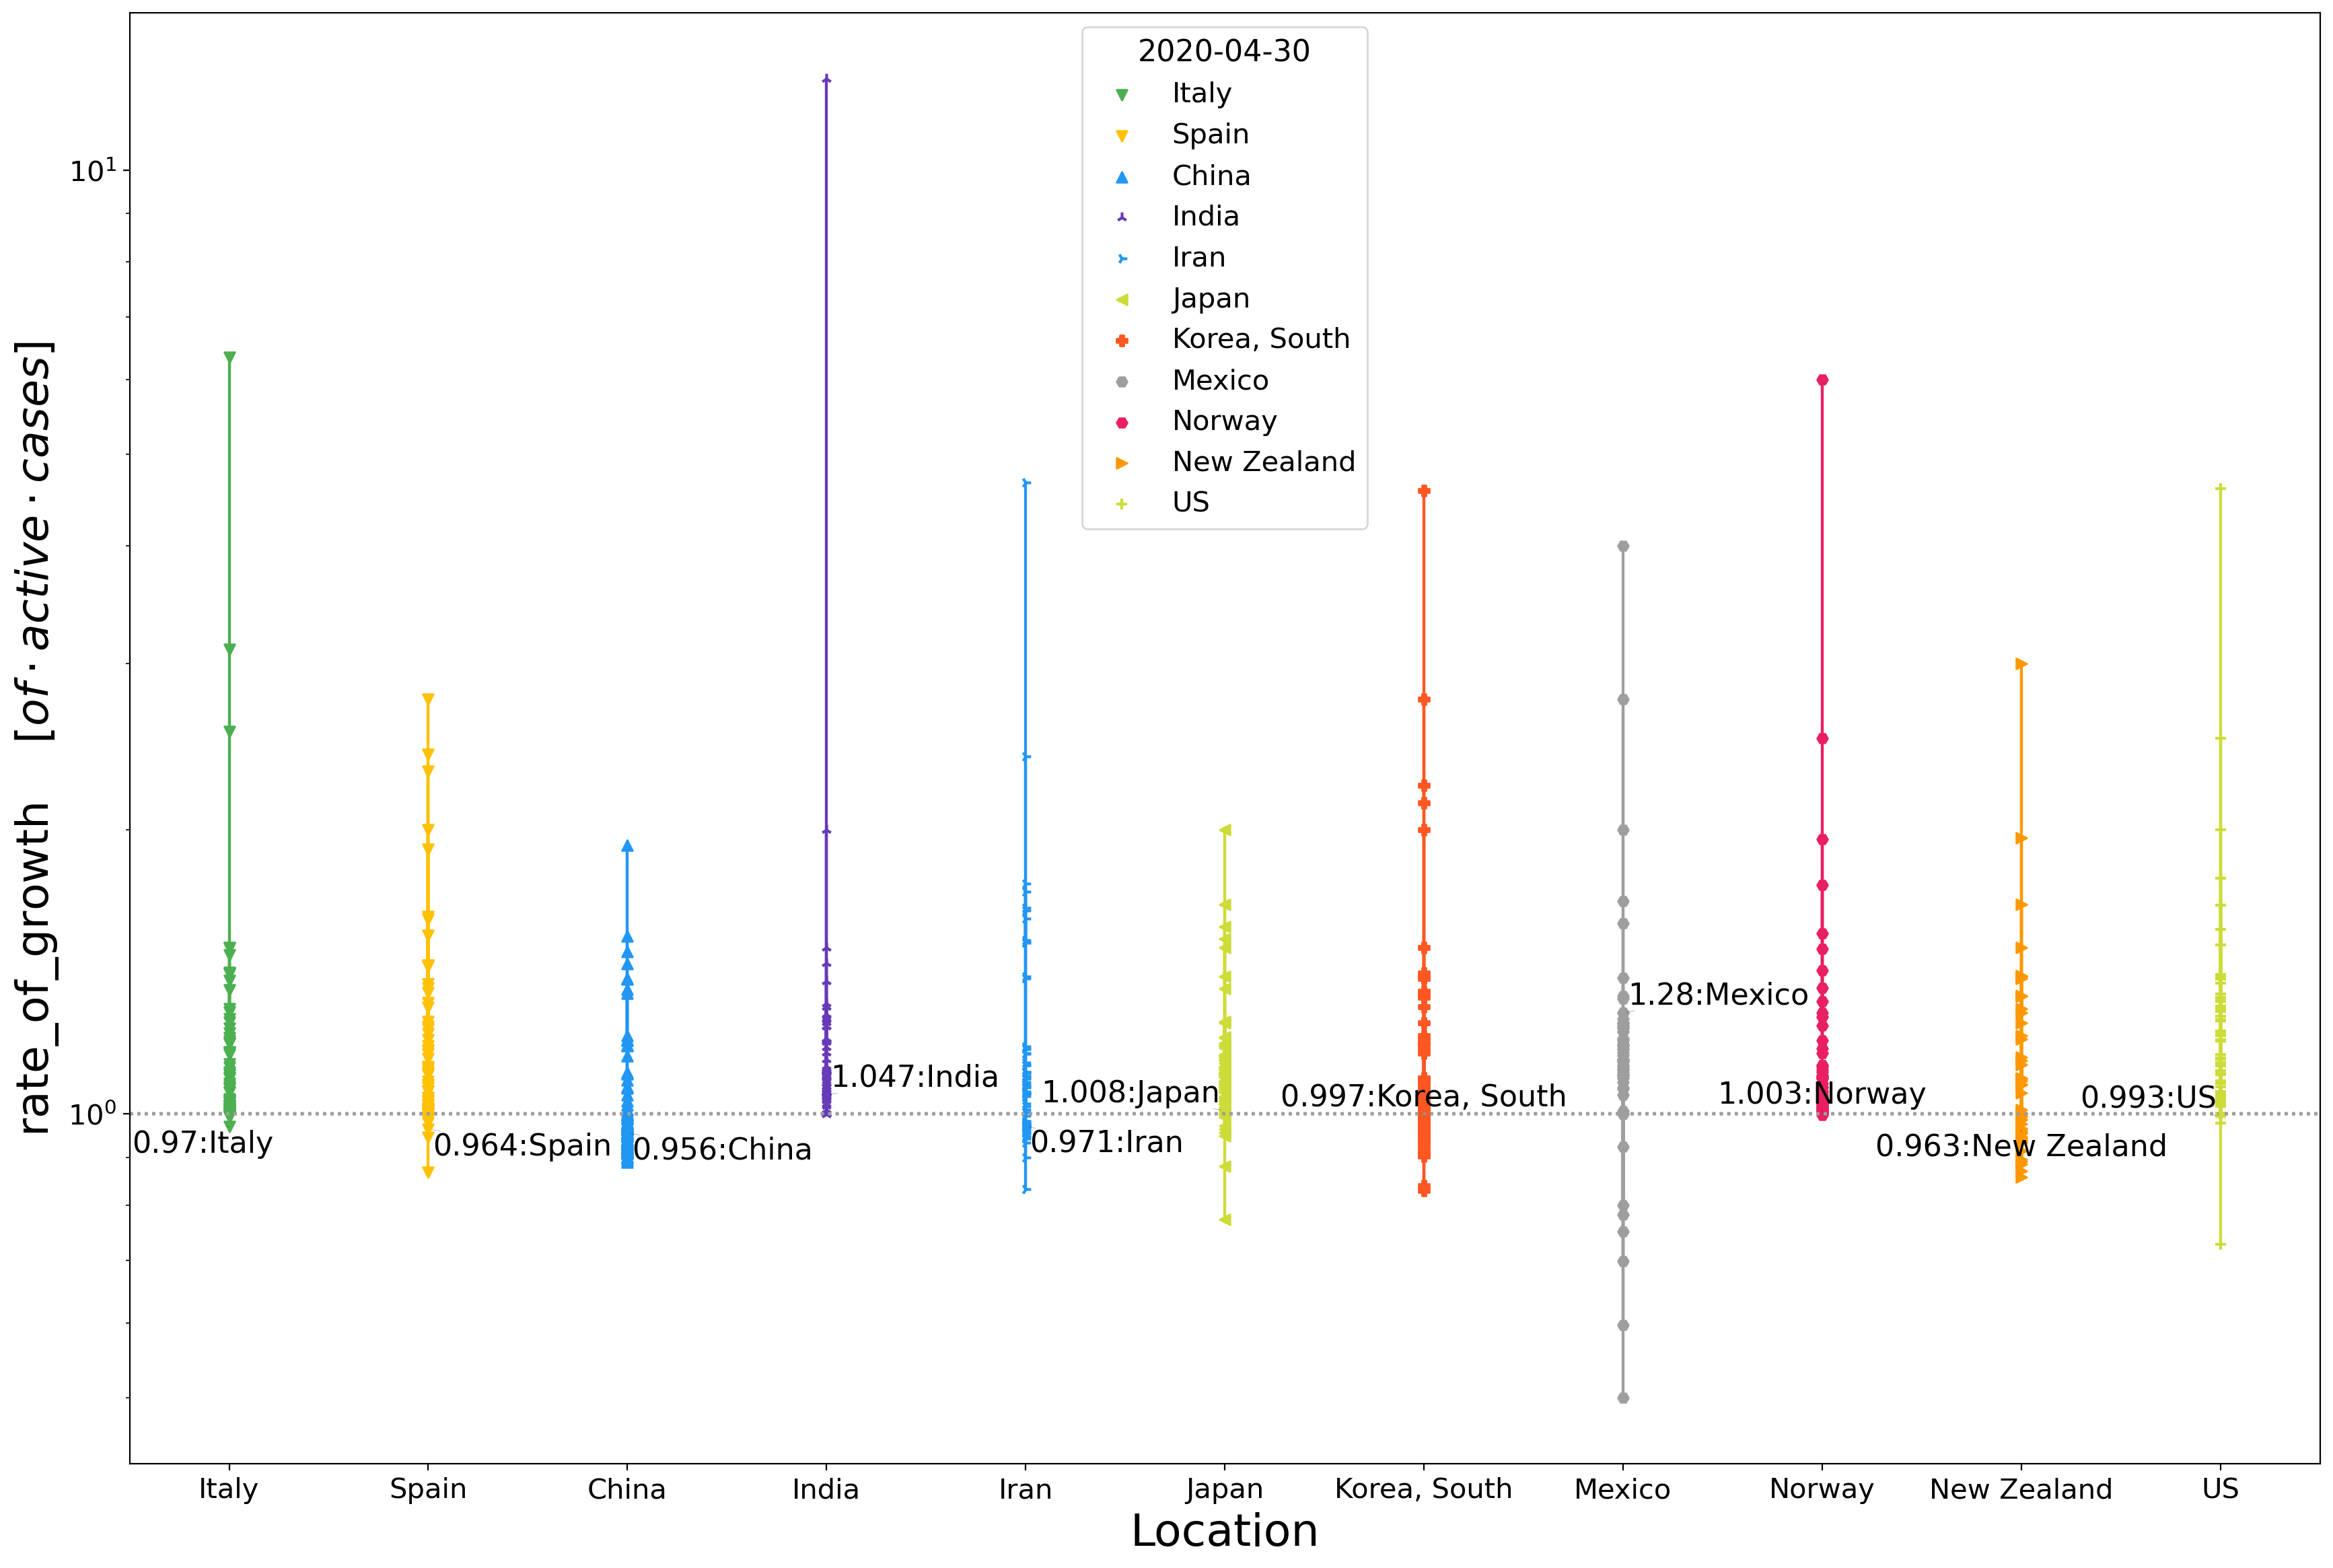 2020-04-30
Italy
Spain
China
India
Iran
Japan
Korea, South
Mexico
Norway
New Zealand
US
10¹
10⁰
rate_of_growth [of·active·cases]
1.28:Mexico
1.047:India
1.008:Japan
0.997:Korea, South
1.003:Norway
0.993:US
0.97:Italy
0.964:Spain
0.956:China
0.971:Iran
0.963:New Zealand
Italy Spain China India Iran Japan Korea, South Mexico Norway New Zealand US
Location